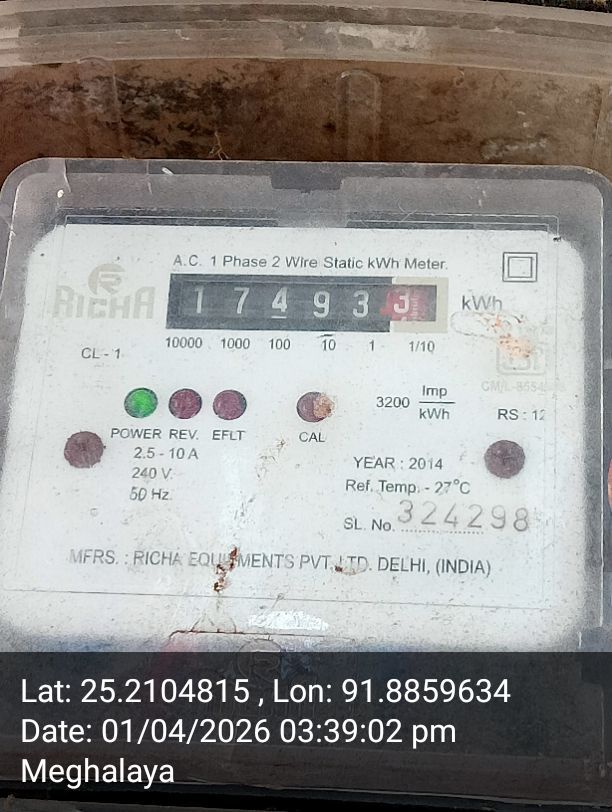 A.C. 1 Phase 2 Wire Static kWh Meter.
RICHA
1 7 4 9 3 3 kWh
10000 1000 100 10 1 1/10
CL - 1
3200 Imp
kWh
RS : 12
POWER REV. EFLT CAL
2.5 - 10 A
240 V.
50 Hz.
YEAR : 2014
Ref. Temp. - 27°C
SL. No. 324298
MFRS. : RICHA EQUIPMENTS PVT. LTD. DELHI, (INDIA)
Lat: 25.2104815 , Lon: 91.8859634
Date: 01/04/2026 03:39:02 pm
Meghalaya